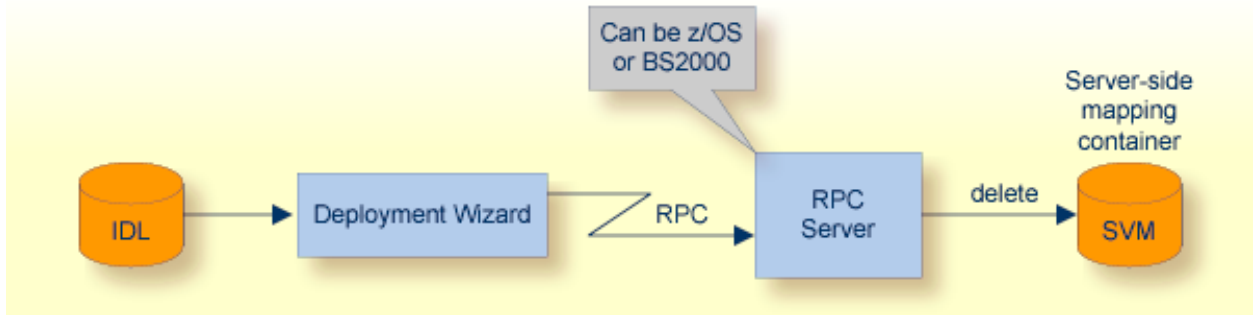 Can be z/OS
or BS2000
Server-side
mapping
container
IDL
Deployment Wizard
RPC
RPC
Server
delete
SVM